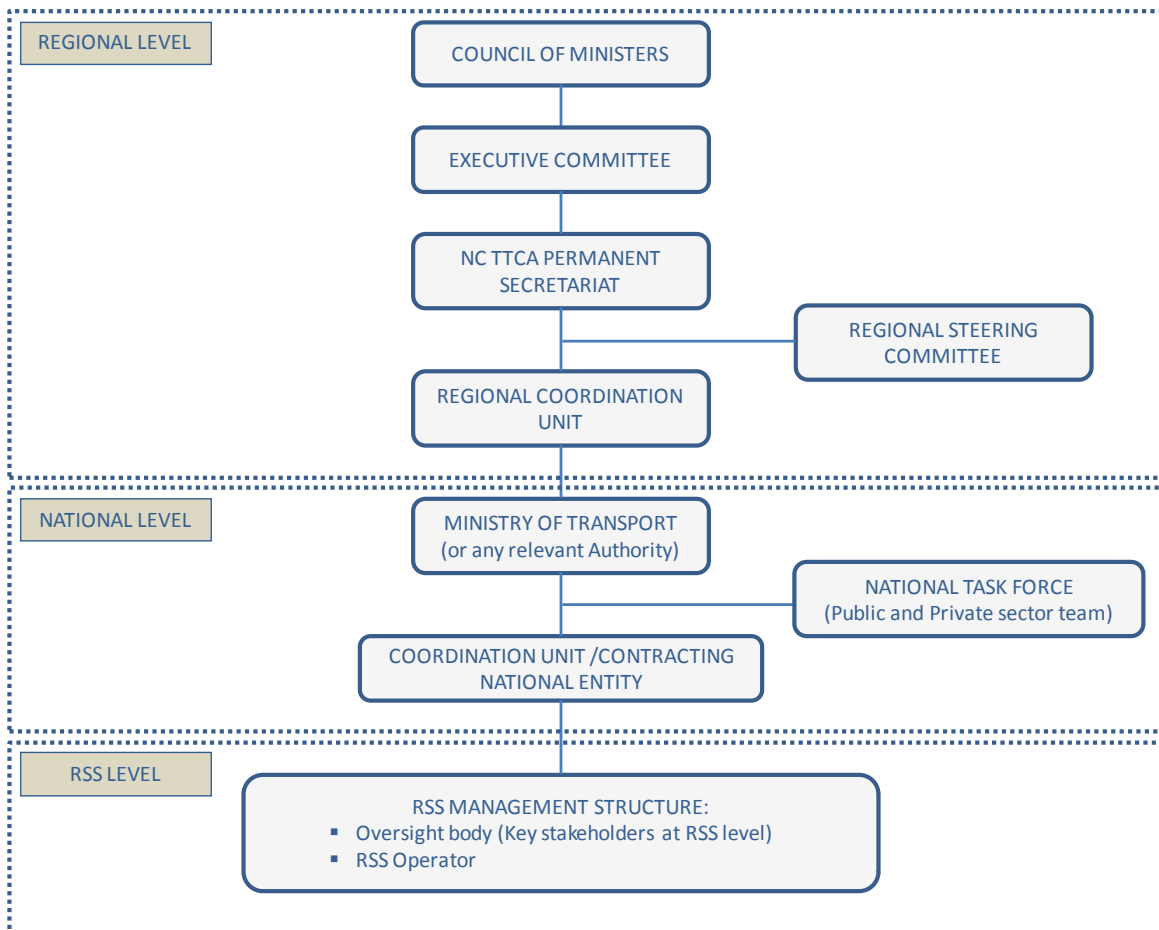 REGIONAL LEVEL
COUNCIL OF MINISTERS
EXECUTIVE COMMITTEE
NC TTCA PERMANENT
SECRETARIAT
REGIONAL STEERING
COMMITTEE
REGIONAL COORDINATION
UNIT
NATIONAL LEVEL
MINISTRY OF TRANSPORT
(or any relevant Authority)
NATIONAL TASK FORCE
(Public and Private sector team)
COORDINATION UNIT /CONTRACTING
NATIONAL ENTITY
RSS LEVEL
RSS MANAGEMENT STRUCTURE:
▪ Oversight body (Key stakeholders at RSS level)
▪ RSS Operator